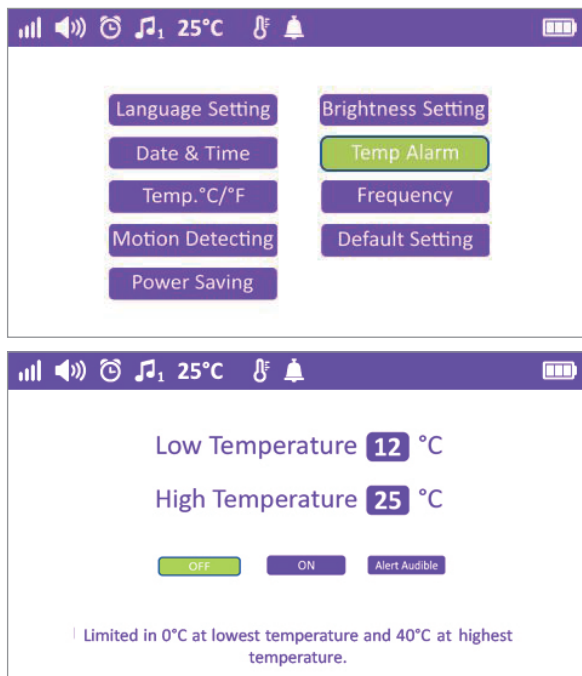 25°C
Language Setting
Brightness Setting
Date & Time
Temp Alarm
Temp.°C/°F
Frequency
Motion Detecting
Default Setting
Power Saving
25°C
Low Temperature 12 °C
High Temperature 25 °C
OFF
ON
Alert Audible
Limited in 0°C at lowest temperature and 40°C at highest
temperature.